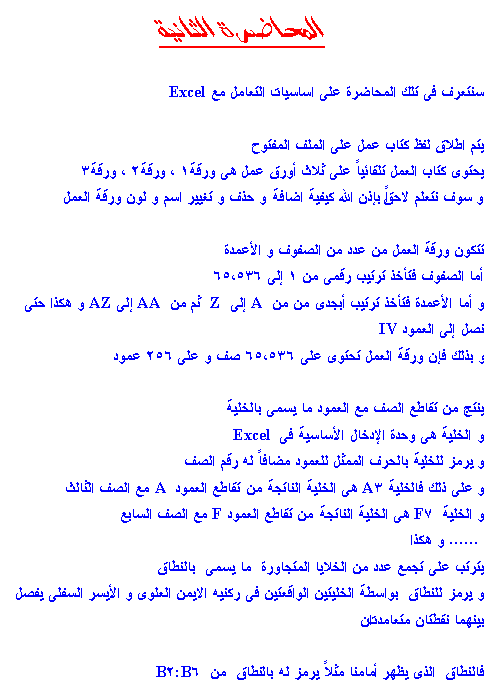 المحاضرة الثانية
سنتعرف فى تلك المحاضرة على اساسيات التعامل مع Excel
يتم اطلاق لفظ كتاب عمل على الملف المفتوح
يحتوى كتاب العمل تلقائياً على ثلاث أورق عمل هى ورقة١ ، ورقة٢ ، ورقة٣
و سوف نتعلم لاحقاً بإذن الله كيفية اضافة و حذف و تغيير اسم و لون ورقة العمل
تتكون ورقة العمل من عدد من الصفوف و الأعمدة
أما الصفوف فتأخذ ترتيب رقمى من ١ إلى ٦٥،٥٣٦
و أما الأعمدة فتأخذ ترتيب أبجدى من من A إلى Z ثم من AA إلى AZ و هكذا حتى
نصل إلى العمود IV
و بذلك فإن ورقة العمل تحتوى على ٦٥،٥٣٦ صف و على ٢٥٦ عمود
ينتج من تقاطع الصف مع العمود ما يسمى بالخلية
و الخلية هى وحدة الإدخال الأساسية فى Excel
و يرمز للخلية بالحرف الممثل للعمود مضافاً له رقم الصف
و على ذلك فالخلية A٣ هى الخلية الناتجة من تقاطع العمود A مع الصف الثالث
و الخلية F٧ هى الخلية الناتجة من تقاطع العمود F مع الصف السابع
و هكذا ......
يترتب على تجمع عدد من الخلايا المتجاورة ما يسمى بالنطاق
و يرمز للنطاق بواسطة الخليتين الواقعتين فى ركنيه الايمن العلوى و الأيسر السفلى يفصل
بينهما نقطتان متعامدتان
فالنطاق الذى يظهر أمامنا مثلاً يرمز له بالنطاق من B٢:B٦